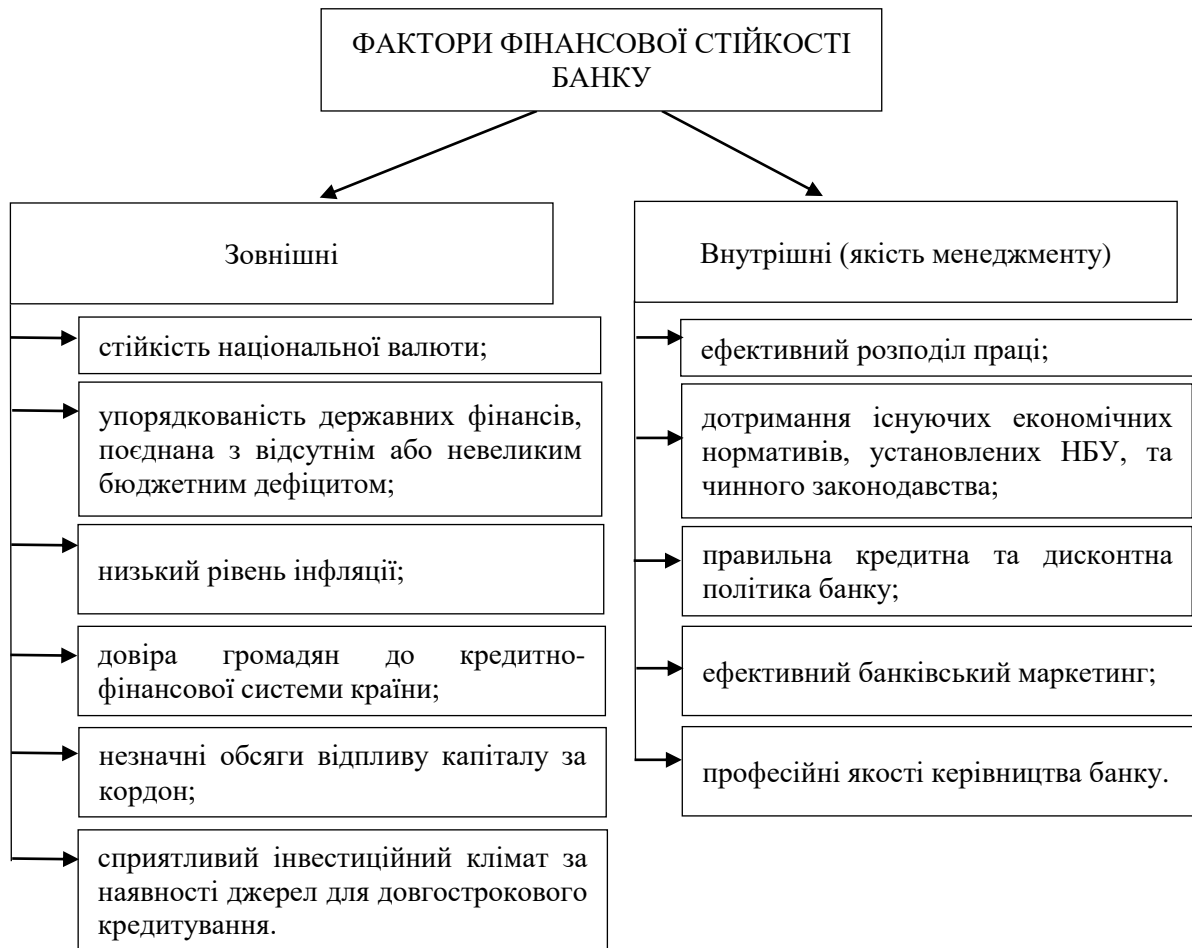 ФАКТОРИ ФІНАНСОВОЇ СТІЙКОСТІ
БАНКУ
Зовнішні
стійкість національної валюти;
упорядкованість державних фінансів,
поєднана з відсутнім або невеликим
бюджетним дефіцитом;
низький рівень інфляції;
довіра громадян до кредитно-
фінансової системи країни;
незначні обсяги відпливу капіталу за
кордон;
сприятливий інвестиційний клімат за
наявності джерел для довгострокового
кредитування.
Внутрішні (якість менеджменту)
ефективний розподіл праці;
дотримання існуючих економічних
нормативів, установлених НБУ, та
чинного законодавства;
правильна кредитна та дисконтна
політика банку;
ефективний банківський маркетинг;
професійні якості керівництва банку.